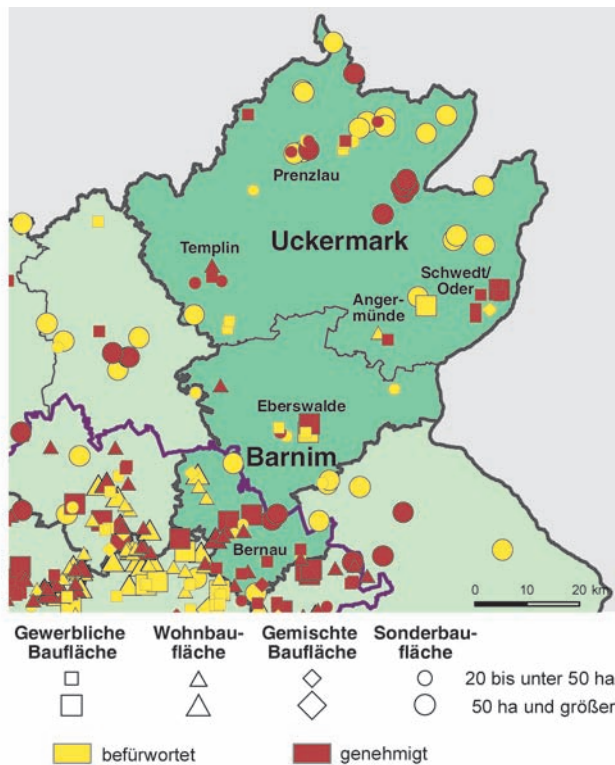 Prenzlau
Uckermark
Templin
Schwedt/
Oder
Anger-
münde
Eberswalde
Barnim
Bernau
0 10 20 km
Gewerbliche Baufläche
Wohnbau-
fläche
Gemischte
Baufläche
Sonderbau-
fläche
20 bis unter 50 ha
50 ha und größer
befürwortet
genehmigt